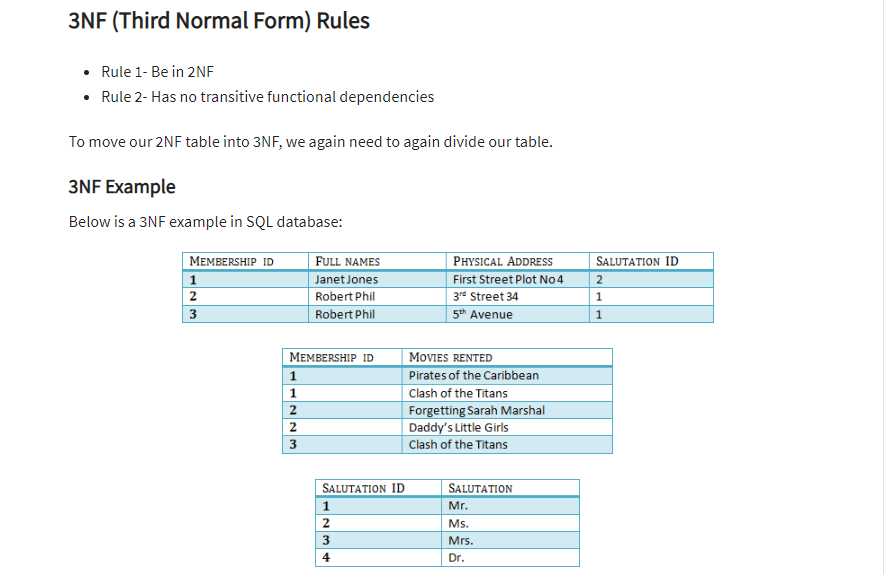 3NF (Third Normal Form) Rules
• Rule 1- Be in 2NF
• Rule 2- Has no transitive functional dependencies
To move our 2NF table into 3NF, we again need to again divide our table.
3NF Example
Below is a 3NF example in SQL database:
MEMBERSHIP ID FULL NAMES PHYSICAL ADDRESS SALUTATION ID
1 Janet Jones First Street Plot No 4 2
2 Robert Phil 3rd Street 34 1
3 Robert Phil 5th Avenue 1
MEMBERSHIP ID MOVIES RENTED
1 Pirates of the Caribbean
1 Clash of the Titans
2 Forgetting Sarah Marshal
2 Daddy's Little Girls
3 Clash of the Titans
SALUTATION ID SALUTATION
1 Mr.
2 Ms.
3 Mrs.
4 Dr.